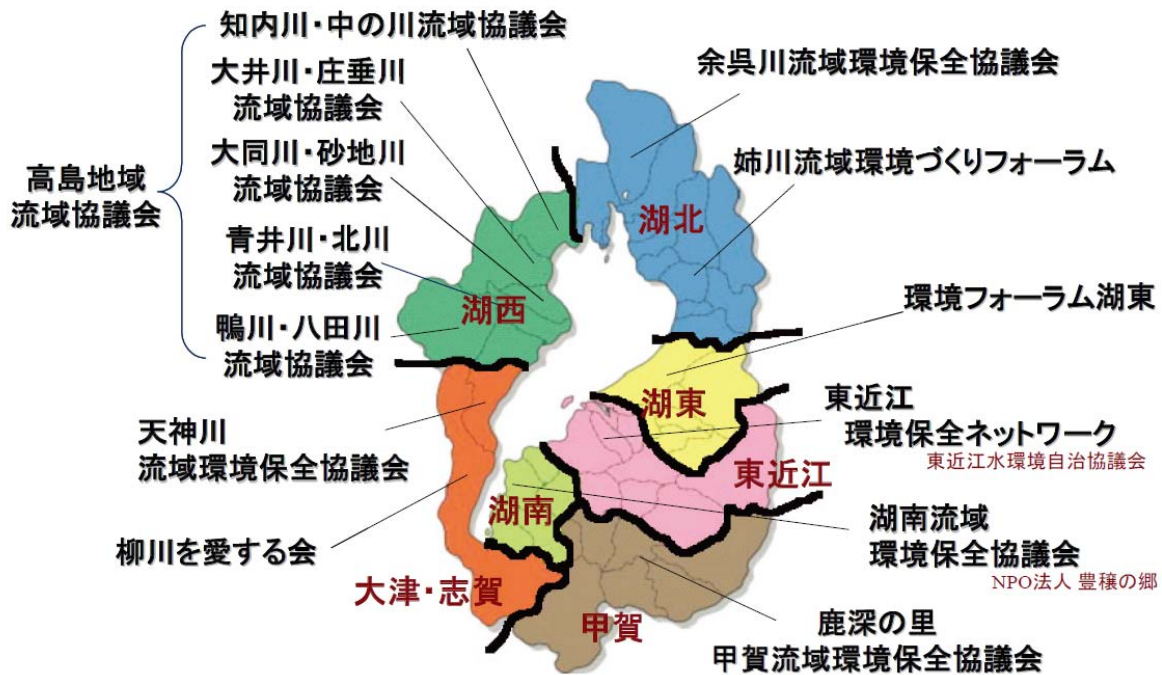 知内川・中の川流域協議会
大井川・庄垂川
流域協議会
大同川・砂地川
流域協議会
高島地域
流域協議会
青井川・北川
流域協議会
鴨川・八田川
流域協議会
天神川
流域環境保全協議会
柳川を愛する会
余呉川流域環境保全協議会
姉川流域環境づくりフォーラム
環境フォーラム湖東
東近江
環境保全ネットワーク
東近江水環境自治協議会
湖南流域
環境保全協議会
NPO法人 豊穣の郷
鹿深の里
甲賀流域環境保全協議会
湖北
湖西
湖東
東近江
湖南
大津・志賀
甲賀